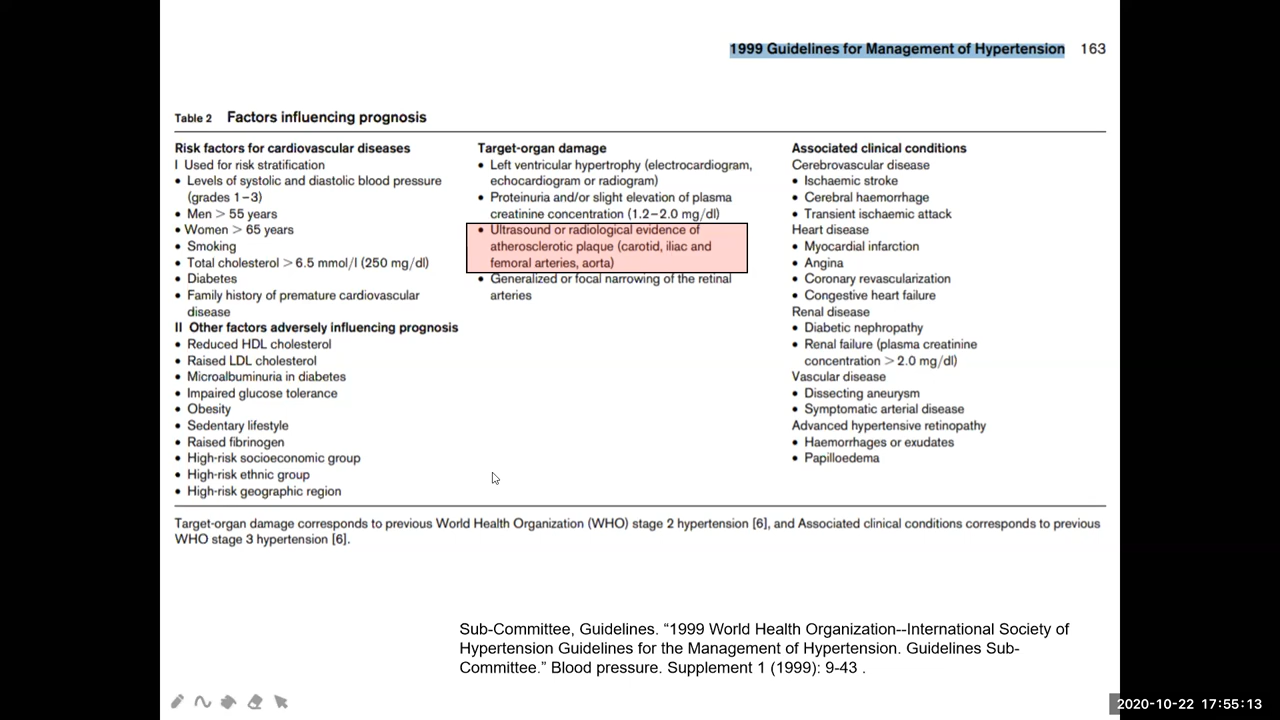 1999 Guidelines for Management of Hypertension 163
Table 2 Factors influencing prognosis
Risk factors for cardiovascular diseases
I Used for risk stratification
• Levels of systolic and diastolic blood pressure
(grades 1–3)
• Men > 55 years
• Women > 65 years
• Smoking
• Total cholesterol > 6.5 mmol/l (250 mg/dl)
• Diabetes
• Family history of premature cardiovascular
disease
II Other factors adversely influencing prognosis
• Reduced HDL cholesterol
• Raised LDL cholesterol
• Microalbuminuria in diabetes
• Impaired glucose tolerance
• Obesity
• Sedentary lifestyle
• Raised fibrinogen
• High-risk socioeconomic group
• High-risk ethnic group
• High-risk geographic region
Target-organ damage
• Left ventricular hypertrophy (electrocardiogram,
echocardiogram or radiogram)
• Proteinuria and/or slight elevation of plasma
creatinine concentration (1.2–2.0 mg/dl)
• Ultrasound or radiological evidence of
atherosclerotic plaque (carotid, iliac and
femoral arteries, aorta)
• Generalized or focal narrowing of the retinal
arteries
Associated clinical conditions
Cerebrovascular disease
• Ischaemic stroke
• Cerebral haemorrhage
• Transient ischaemic attack
Heart disease
• Myocardial infarction
• Angina
• Coronary revascularization
• Congestive heart failure
Renal disease
• Diabetic nephropathy
• Renal failure (plasma creatinine
concentration > 2.0 mg/dl)
Vascular disease
• Dissecting aneurysm
• Symptomatic arterial disease
Advanced hypertensive retinopathy
• Haemorrhages or exudates
• Papilloedema
Target-organ damage corresponds to previous World Health Organization (WHO) stage 2 hypertension [6], and Associated clinical conditions corresponds to previous
WHO stage 3 hypertension [6].
Sub-Committee, Guidelines. “1999 World Health Organization--International Society of
Hypertension Guidelines for the Management of Hypertension. Guidelines Sub-
Committee.” Blood pressure. Supplement 1 (1999): 9-43 .
2020-10-22 17:55:13